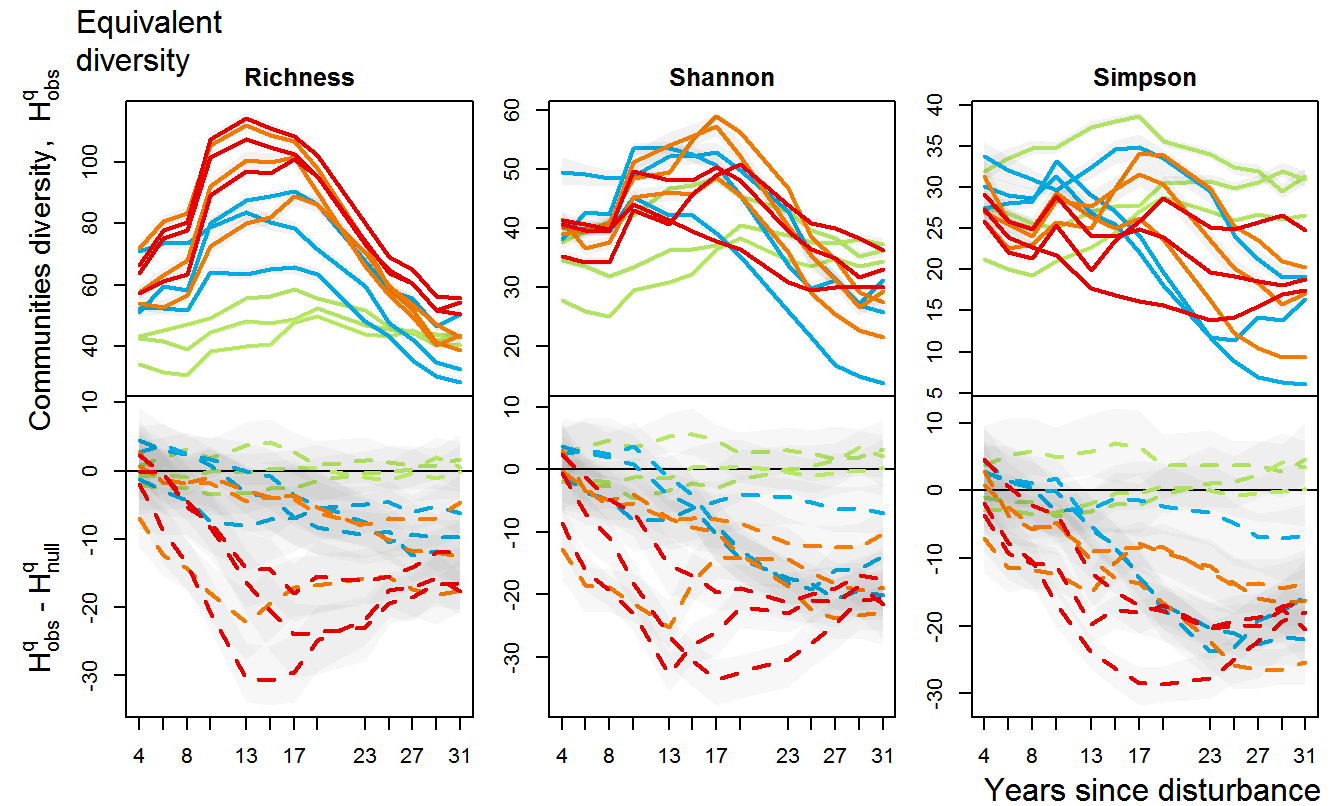 Equivalent
diversity
Richness
Shannon
Simpson
Communities diversity , H^q_obs
40
60
80
100
20
30
40
50
60
5
10
15
20
25
30
35
40
H^q_obs - H^q_null
-30
-20
-10
0
10
-30
-20
-10
0
10
-30
-20
-10
0
10
4 8 13 17 23 27 31
4 8 13 17 23 27 31
4 8 13 17 23 27 31
Years since disturbance